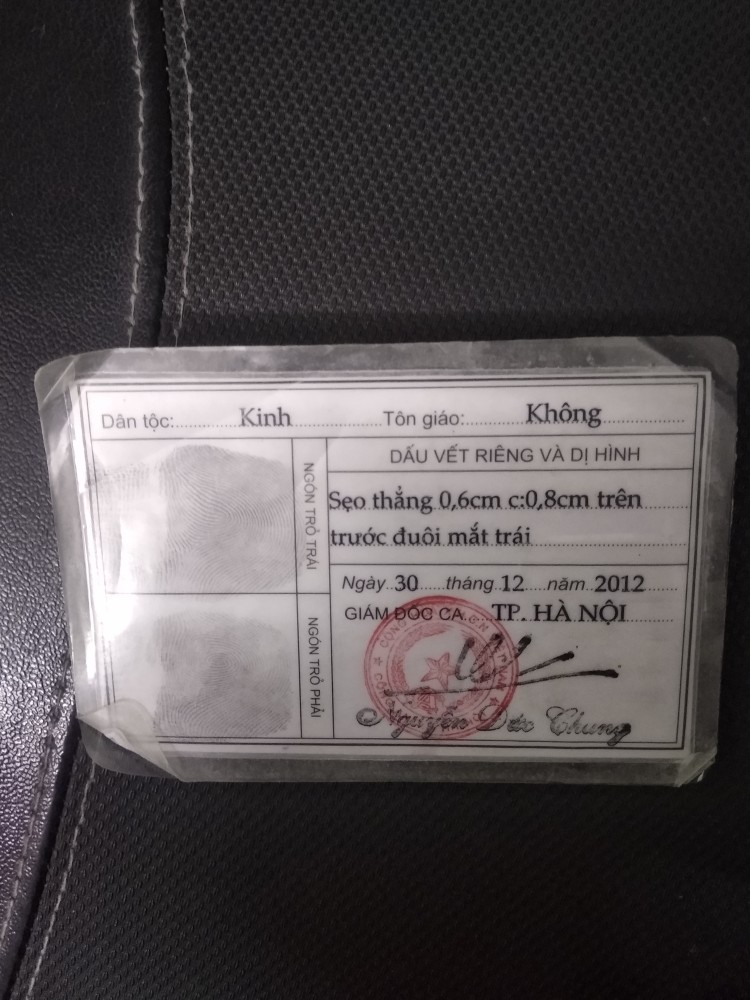 Dân tộc: Kinh Tôn giáo: Không
NGÓN TRỎ TRÁI
DẤU VẾT RIÊNG VÀ DỊ HÌNH
Sẹo thẳng 0,6cm c:0,8cm trên
trước đuôi mắt trái
Ngày 30 tháng 12 năm 2012
GIÁM ĐỐC CA TP. HÀ NỘI
NGÓN TRỎ PHẢI
Nguyễn Đức Chung